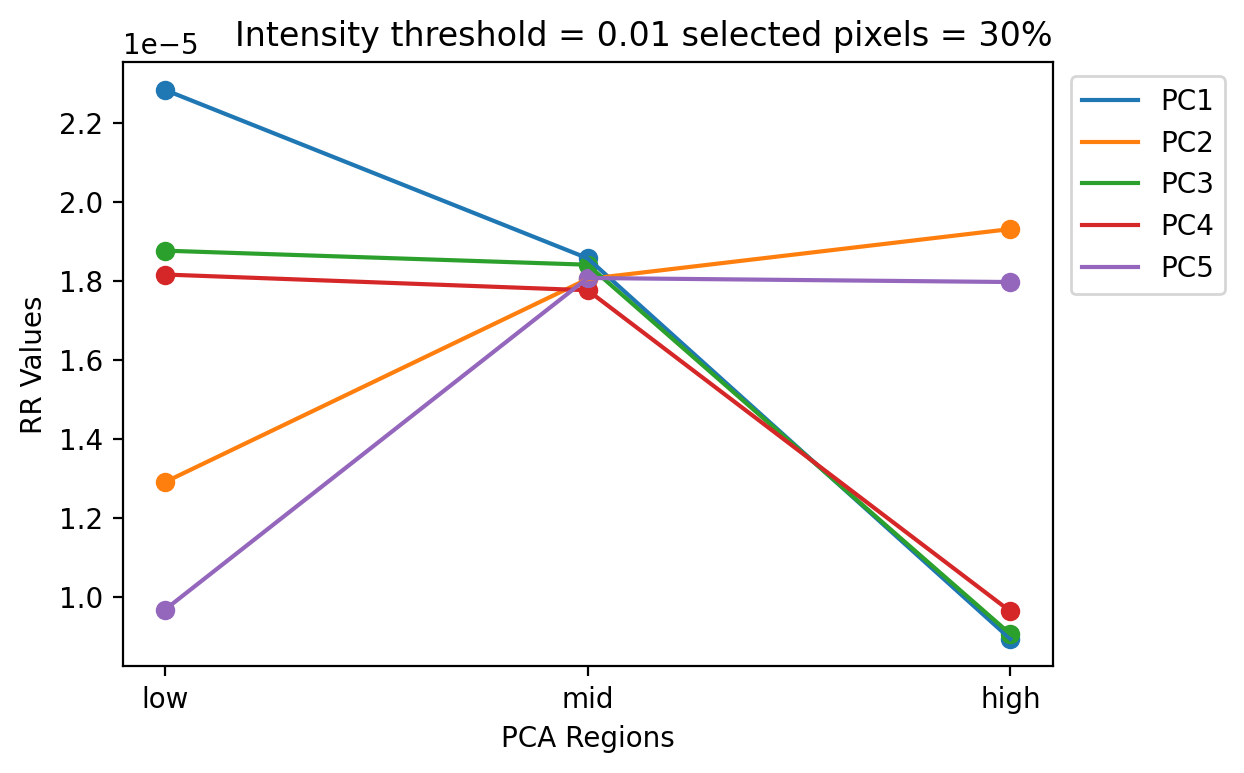 Intensity threshold = 0.01 selected pixels = 30%
1e−5
2.2
2.0
1.8
1.6
1.4
1.2
1.0
RR Values
low mid high
PCA Regions
PC1
PC2
PC3
PC4
PC5